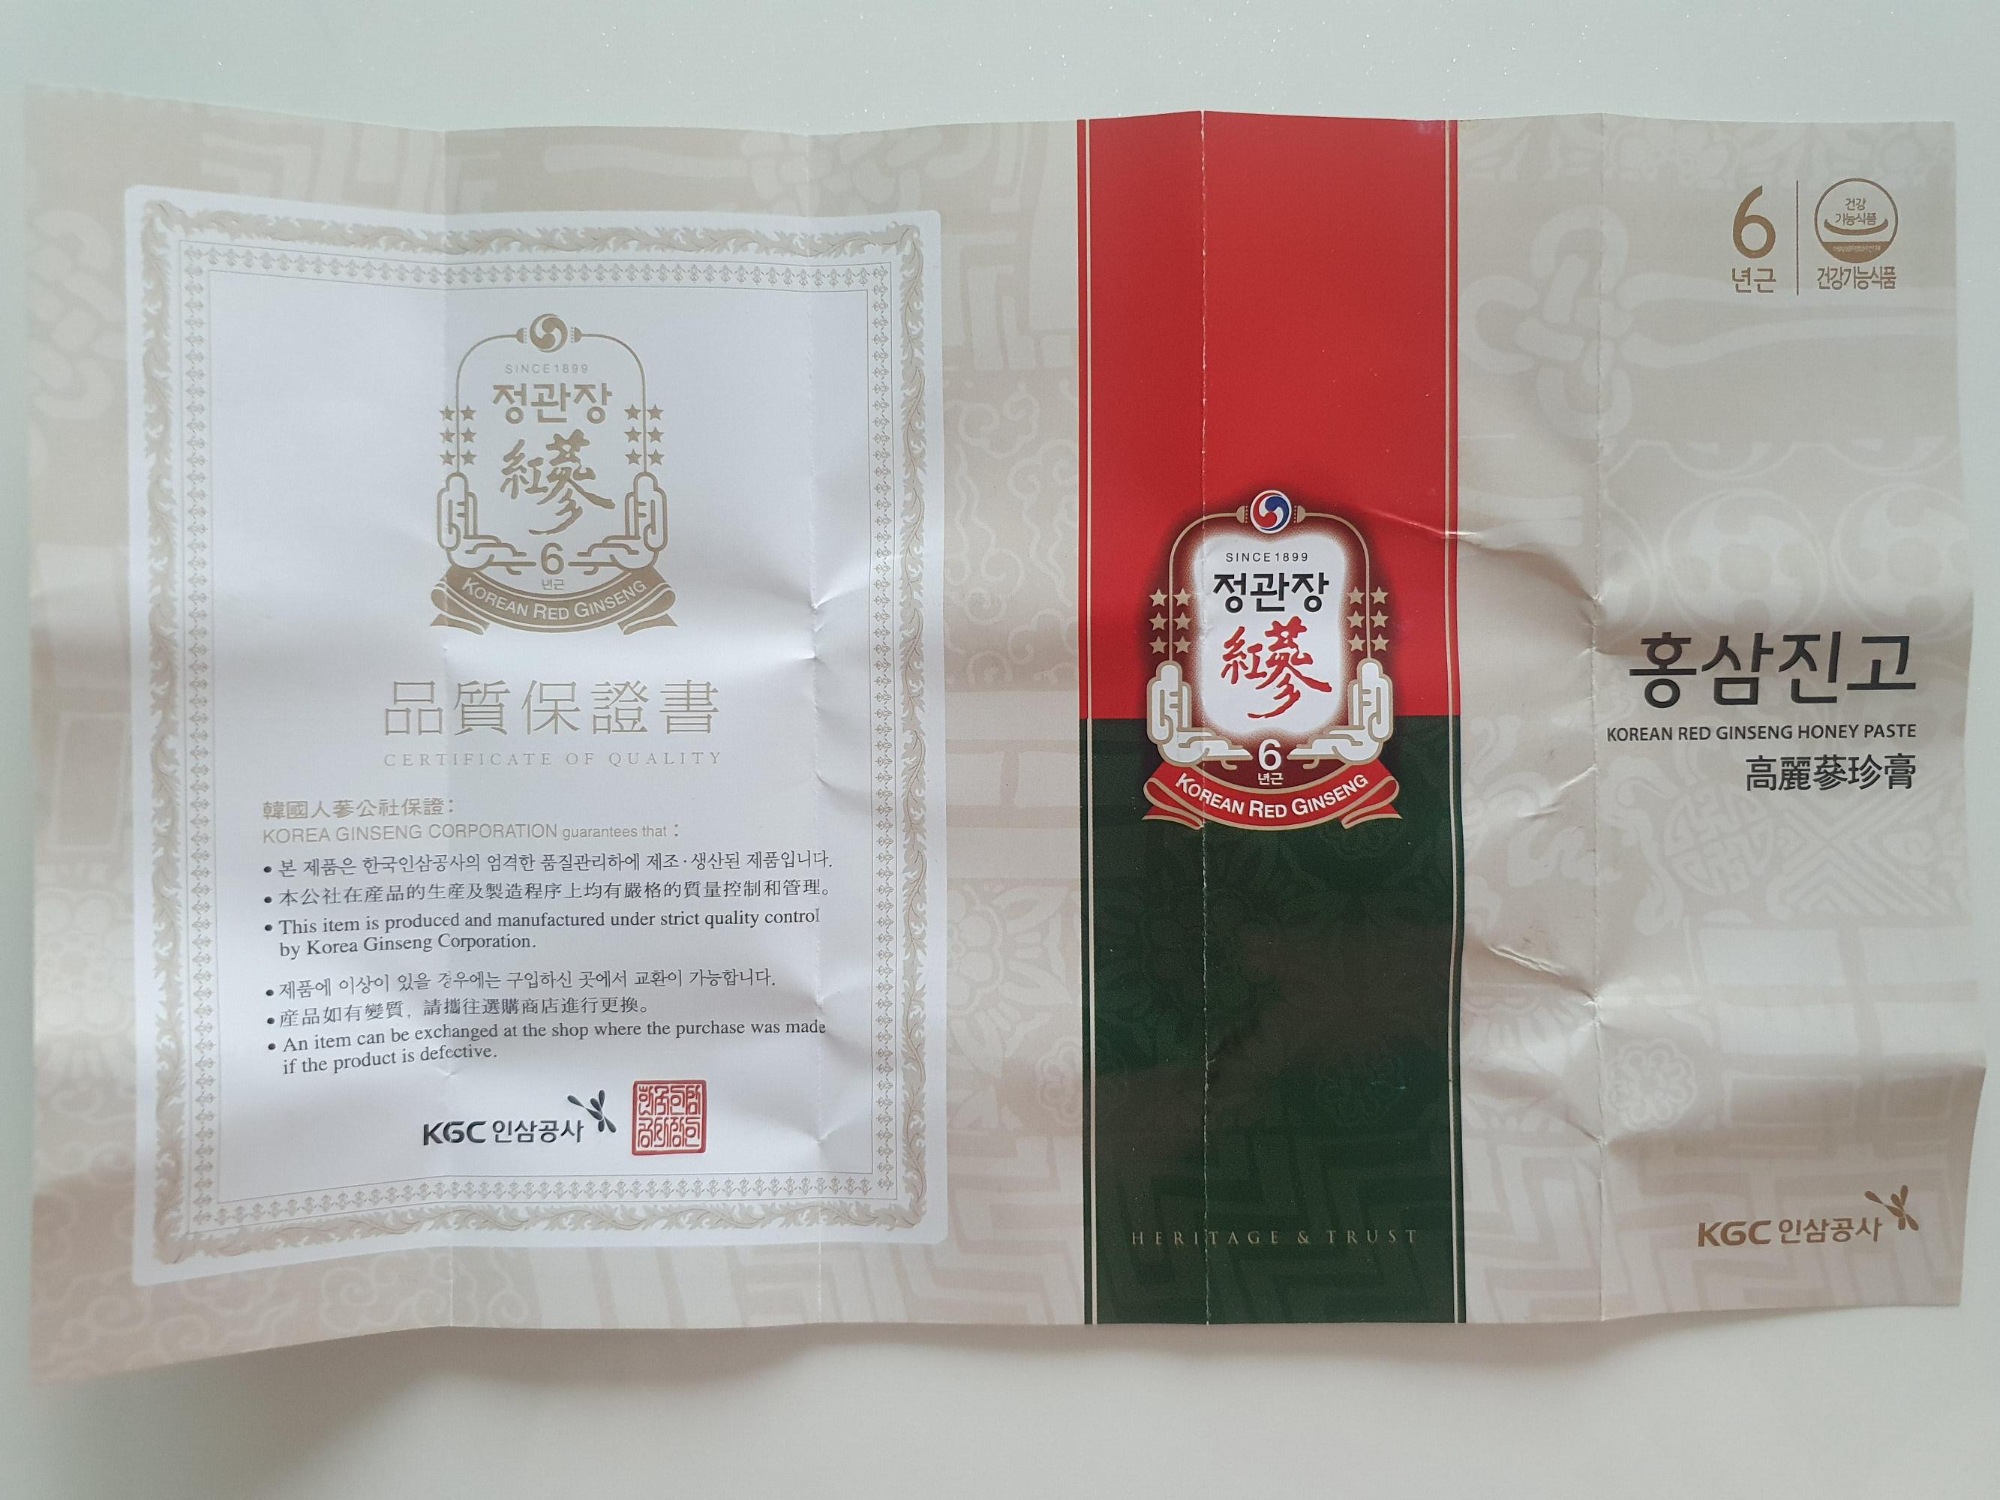 SINCE 1899
정관장
紅蔘
6
년근
KOREAN RED GINSENG
品質保證書
CERTIFICATE OF QUALITY
韓國人蔘公社保證:
KOREA GINSENG CORPORATION guarantees that :
• 본 제품은 한국인삼공사의 엄격한 품질관리하에 제조·생산된 제품입니다.
• 本公社在産品的生産及製造程序上均有嚴格的質量控制和管理。
• This item is produced and manufactured under strict quality control
by Korea Ginseng Corporation.
• 제품에 이상이 있을 경우에는 구입하신 곳에서 교환이 가능합니다.
• 産品如有變質, 請攜往選購商店進行更換。
• An item can be exchanged at the shop where the purchase was made
if the product is defective.
KGC 인삼공사
SINCE 1899
정관장
紅蔘
6
년근
KOREAN RED GINSENG
HERITAGE & TRUST
6
년근
건강
기능식품
건강기능식품
홍삼진고
KOREAN RED GINSENG HONEY PASTE
高麗蔘珍膏
KGC 인삼공사